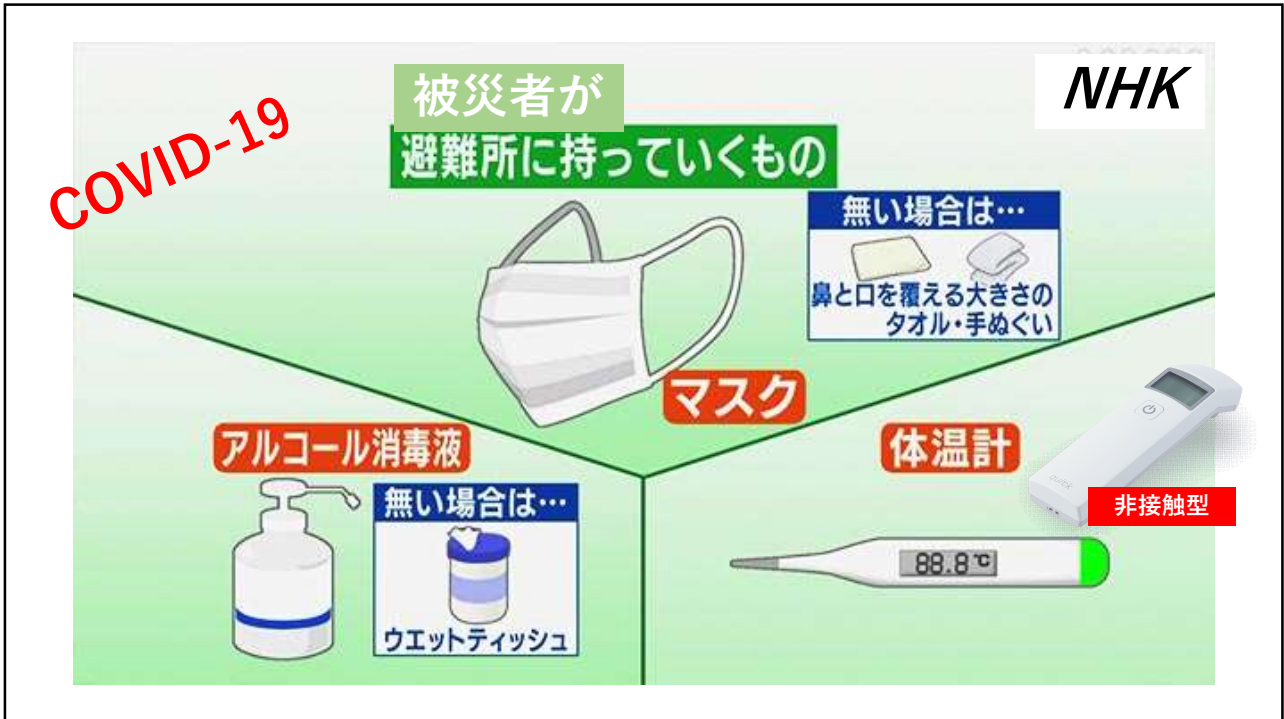 COVID-19
被災者が
避難所に持っていくもの
NHK
無い場合は…
鼻と口を覆える大きさの
タオル・手ぬぐい
マスク
アルコール消毒液
無い場合は…
ウエットティッシュ
体温計
非接触型
88.8℃